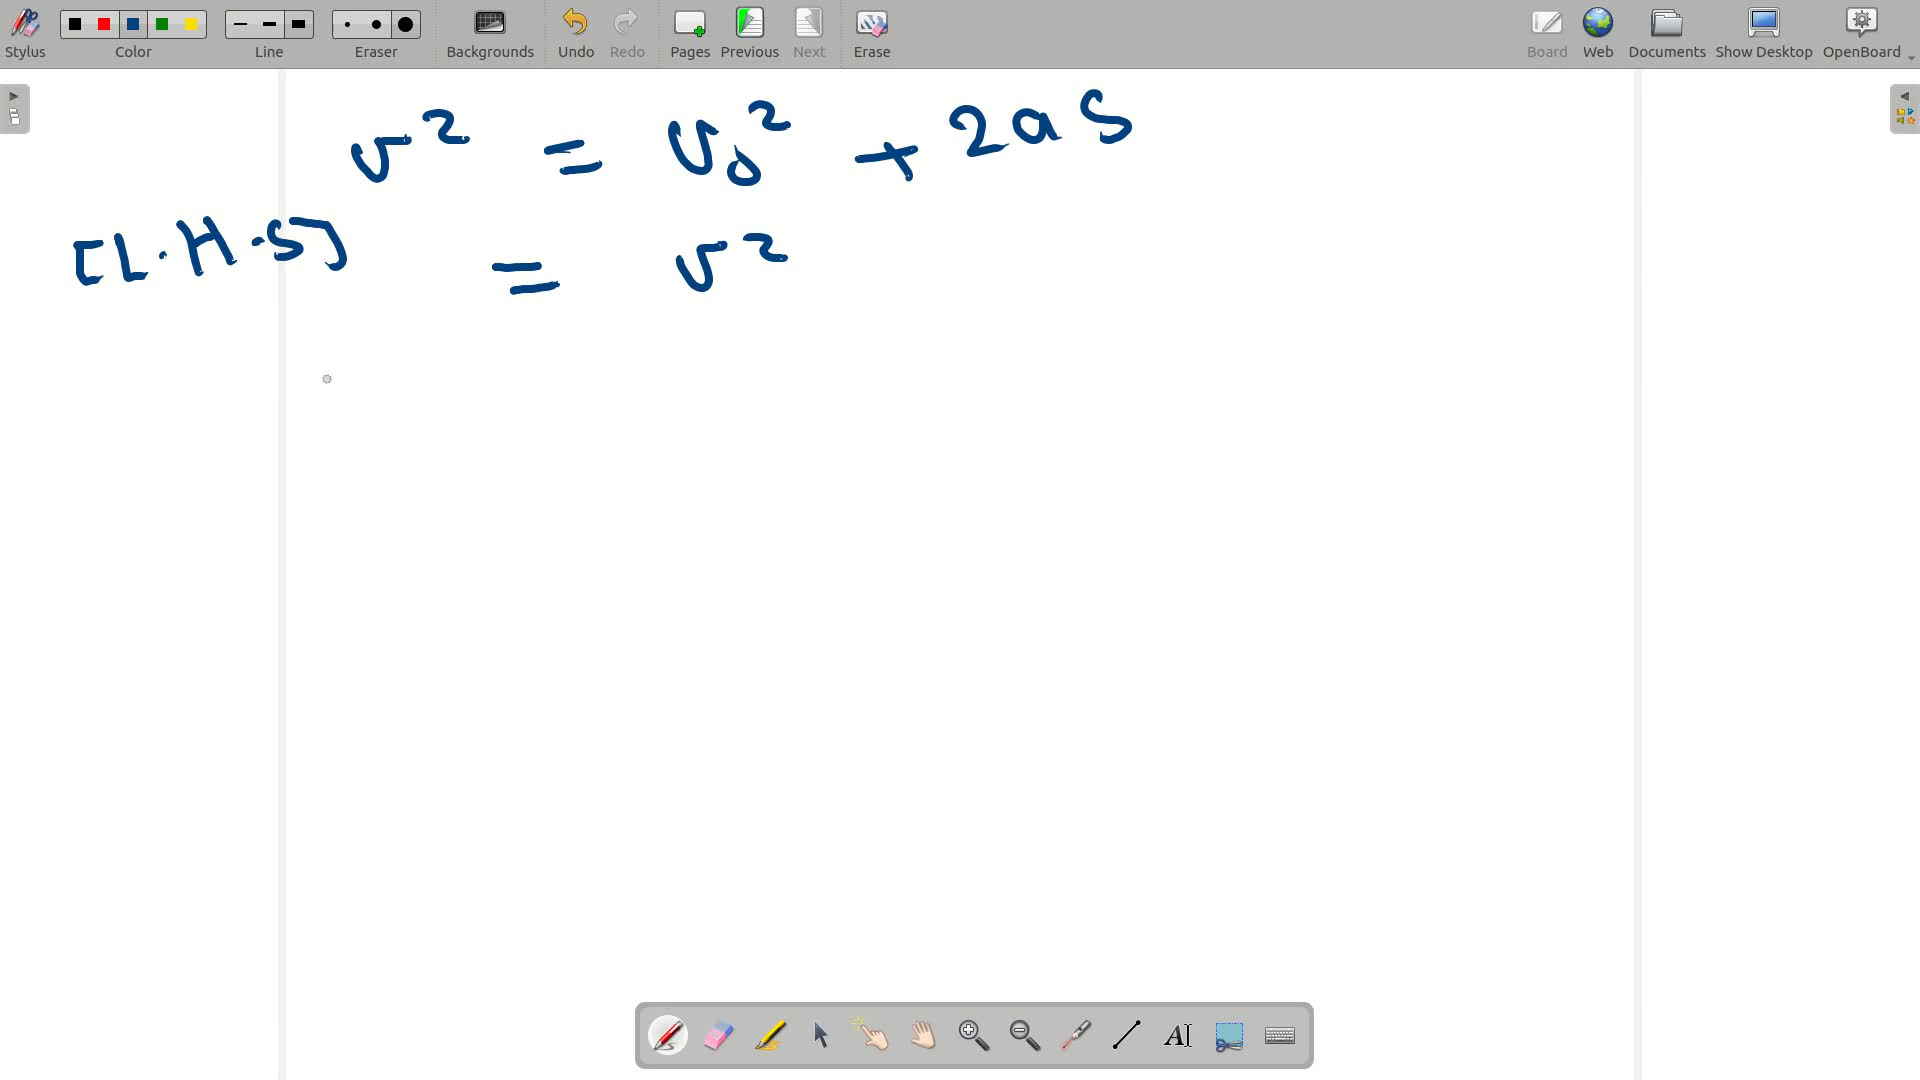 Stylus Color Line Eraser Backgrounds Undo Redo Pages Previous Next Erase Board Web Documents Show Desktop OpenBoard
v² = v₀² + 2as
[L.H.S] = v²